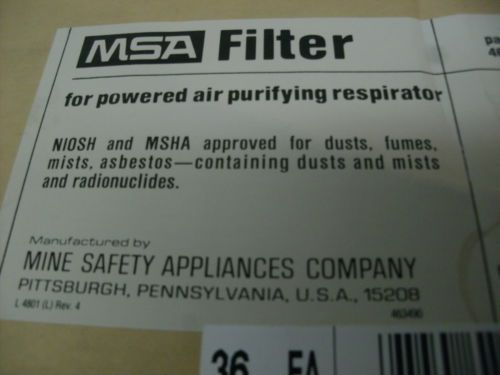 MSA Filter
for powered air purifying respirator
NIOSH and MSHA approved for dusts, fumes,
mists, asbestos—containing dusts and mists
and radionuclides.
Manufactured by
MINE SAFETY APPLIANCES COMPANY
PITTSBURGH, PENNSYLVANIA, U.S.A., 15208
L 4801 (L) Rev. 4
463490
36 EA